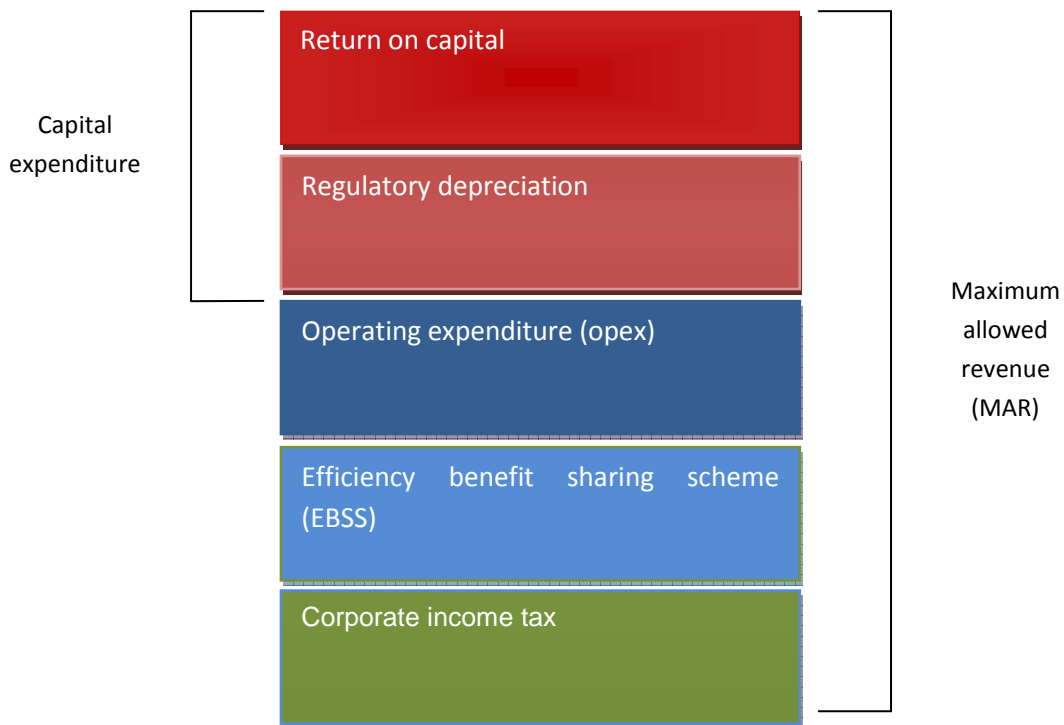 Return on capital
Capital
expenditure
Regulatory depreciation
Operating expenditure (opex)
Maximum
allowed
revenue
(MAR)
Efficiency benefit sharing scheme
(EBSS)
Corporate income tax